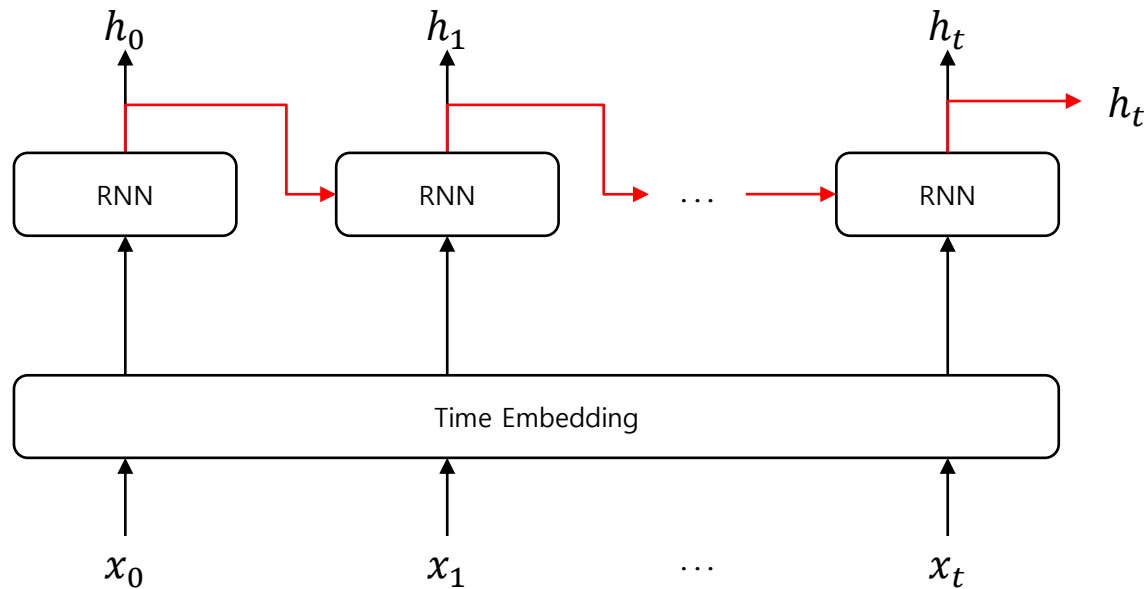 h₀ h₁ hₜ
hₜ
RNN RNN ... RNN
Time Embedding
x₀ x₁ ... xₜ